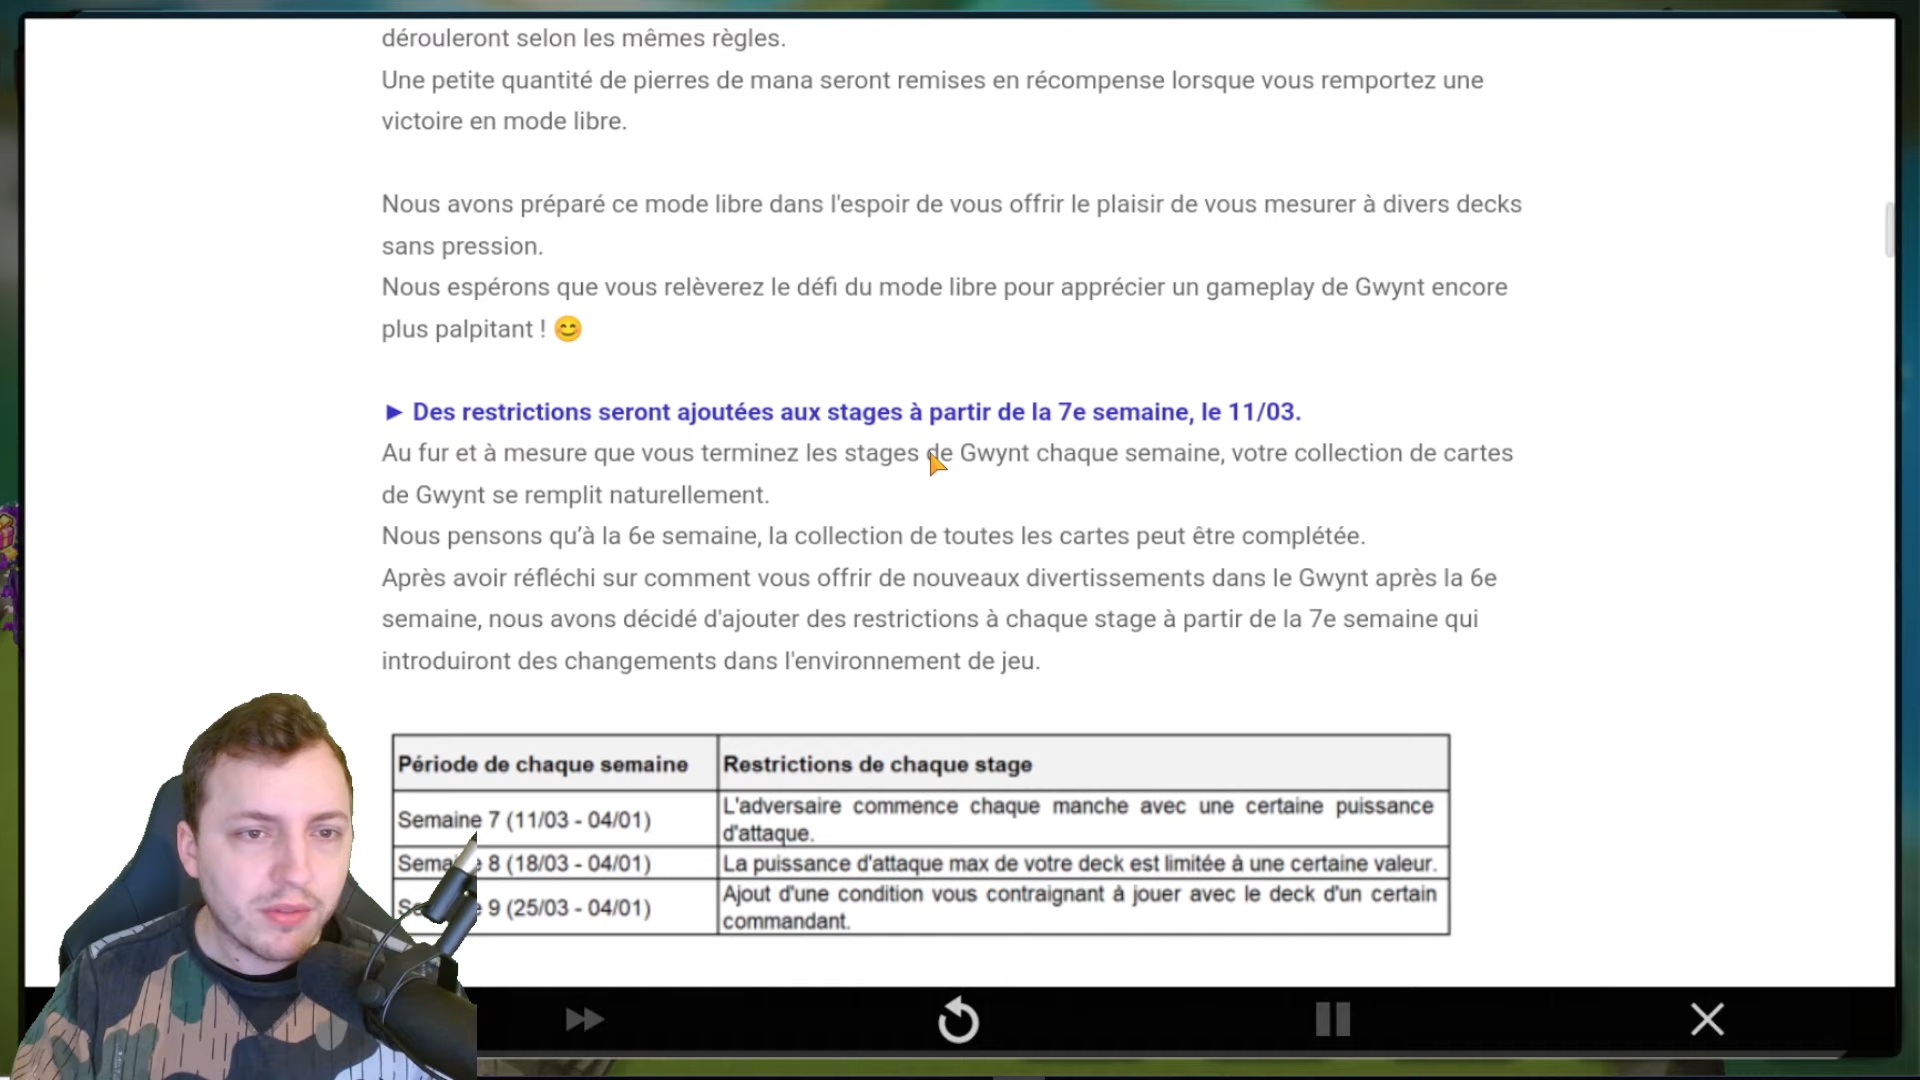 dérouleront selon les mêmes règles.
Une petite quantité de pierres de mana seront remises en récompense lorsque vous remportez une
victoire en mode libre.
Nous avons préparé ce mode libre dans l'espoir de vous offrir le plaisir de vous mesurer à divers decks
sans pression.
Nous espérons que vous relèverez le défi du mode libre pour apprécier un gameplay de Gwynt encore
plus palpitant ! 😊
► Des restrictions seront ajoutées aux stages à partir de la 7e semaine, le 11/03.
Au fur et à mesure que vous terminez les stages de Gwynt chaque semaine, votre collection de cartes
de Gwynt se remplit naturellement.
Nous pensons qu’à la 6e semaine, la collection de toutes les cartes peut être complétée.
Après avoir réfléchi sur comment vous offrir de nouveaux divertissements dans le Gwynt après la 6e
semaine, nous avons décidé d'ajouter des restrictions à chaque stage à partir de la 7e semaine qui
introduiront des changements dans l'environnement de jeu.
Période de chaque semaine Restrictions de chaque stage
Semaine 7 (11/03 - 04/01) L'adversaire commence chaque manche avec une certaine puissance
d'attaque.
8 (18/03 - 04/01) La puissance d'attaque max de votre deck est limitée à une certaine valeur.
9 (25/03 - 04/01) Ajout d'une condition vous contraignant à jouer avec le deck d'un certain
commandant.